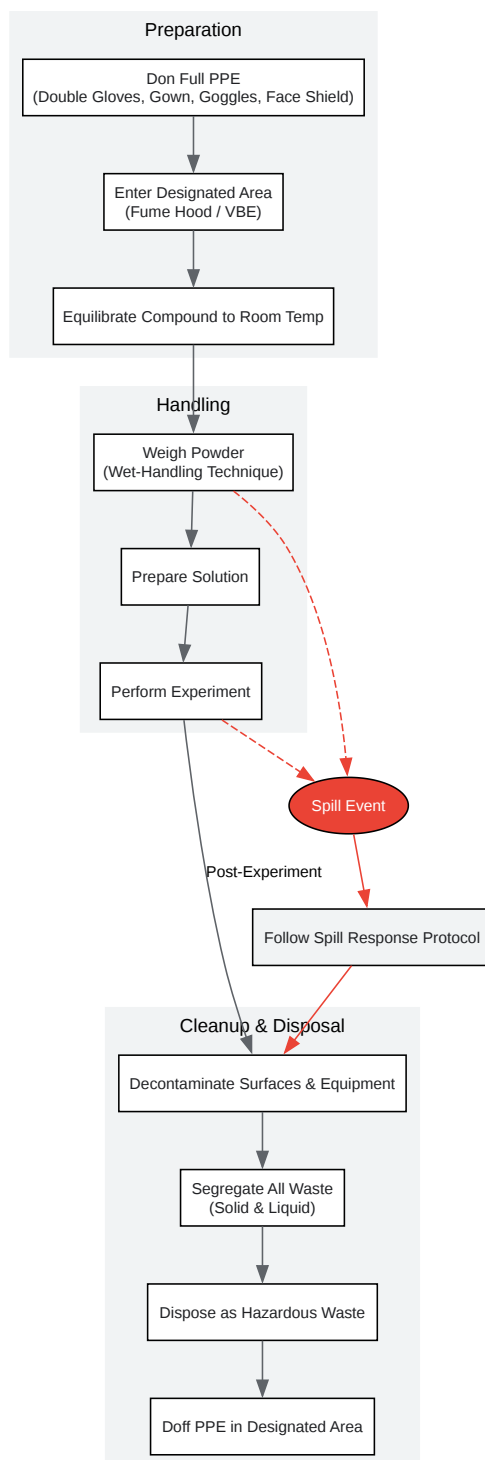 Preparation
Don Full PPE
(Double Gloves, Gown, Goggles, Face Shield)
Enter Designated Area
(Fume Hood / VBE)
Equilibrate Compound to Room Temp
Handling
Weigh Powder
(Wet-Handling Technique)
Prepare Solution
Perform Experiment
Spill Event
Post-Experiment
Follow Spill Response Protocol
Cleanup & Disposal
Decontaminate Surfaces & Equipment
Segregate All Waste
(Solid & Liquid)
Dispose as Hazardous Waste
Doff PPE in Designated Area